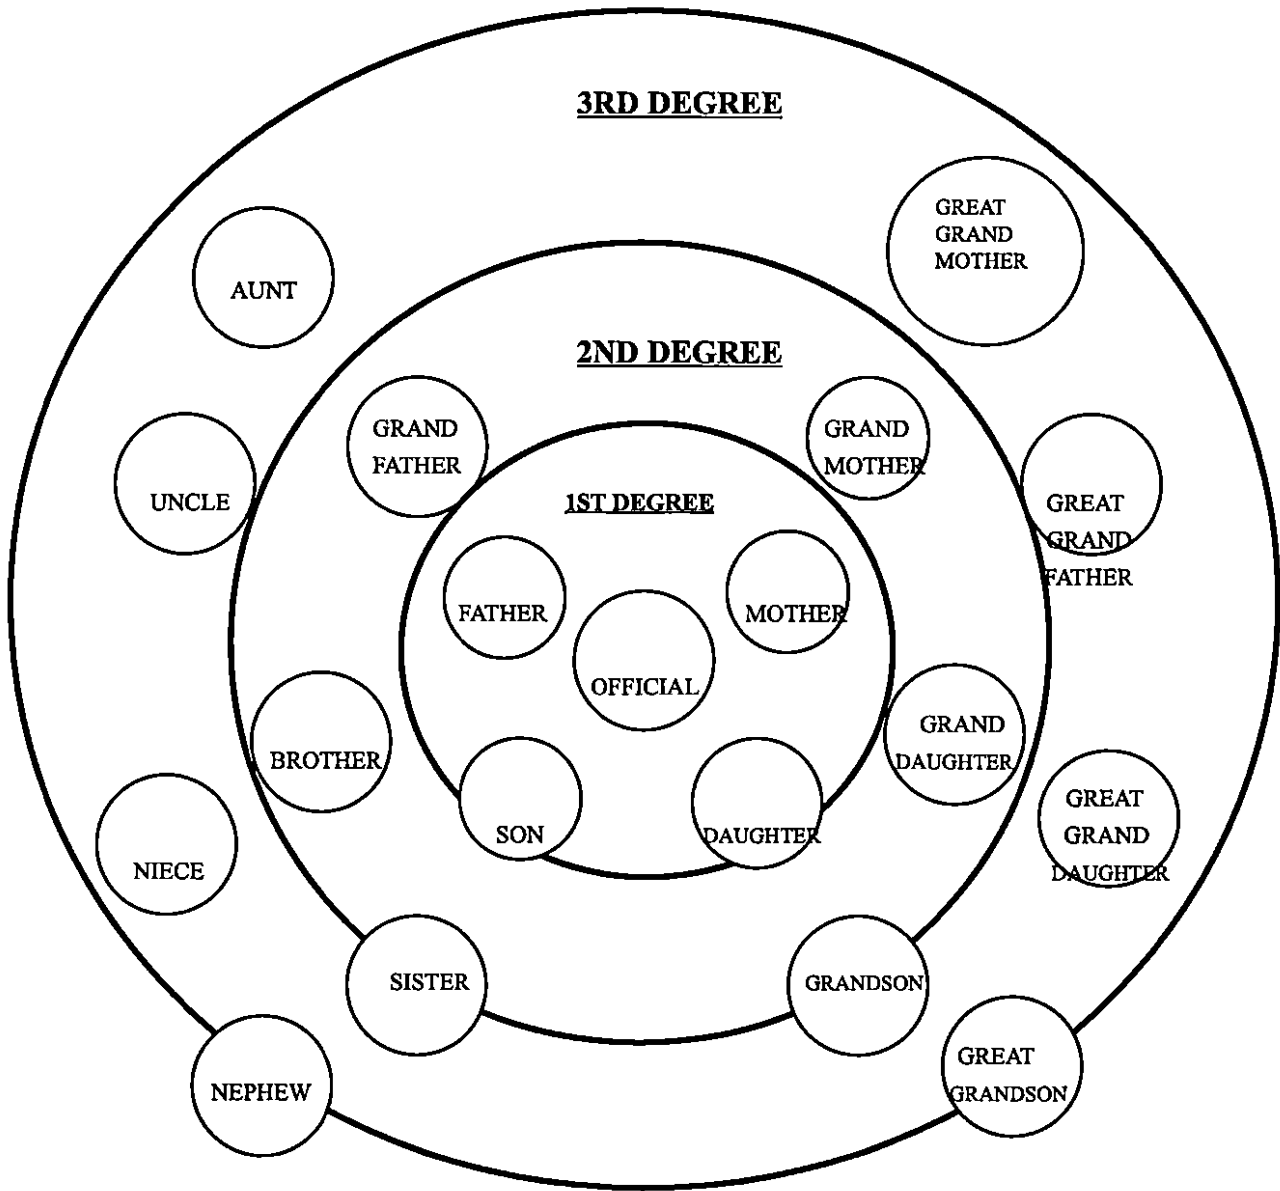 3RD DEGREE
GREAT
GRAND
MOTHER
AUNT
2ND DEGREE
GRAND
FATHER
GRAND
MOTHER
UNCLE
1ST DEGREE
GREAT
GRAND
FATHER
FATHER
MOTHER
OFFICIAL
BROTHER
GRAND
DAUGHTER
SON
DAUGHTER
GREAT
GRAND
DAUGHTER
NIECE
SISTER
GRANDSON
NEPHEW
GREAT
GRANDSON